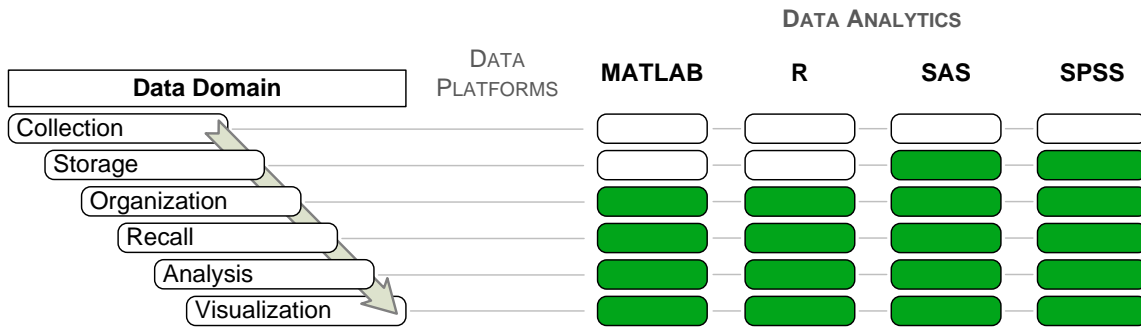 DATA ANALYTICS
DATA
PLATFORMS
MATLAB R SAS SPSS
Data Domain
Collection
Storage
Organization
Recall
Analysis
Visualization